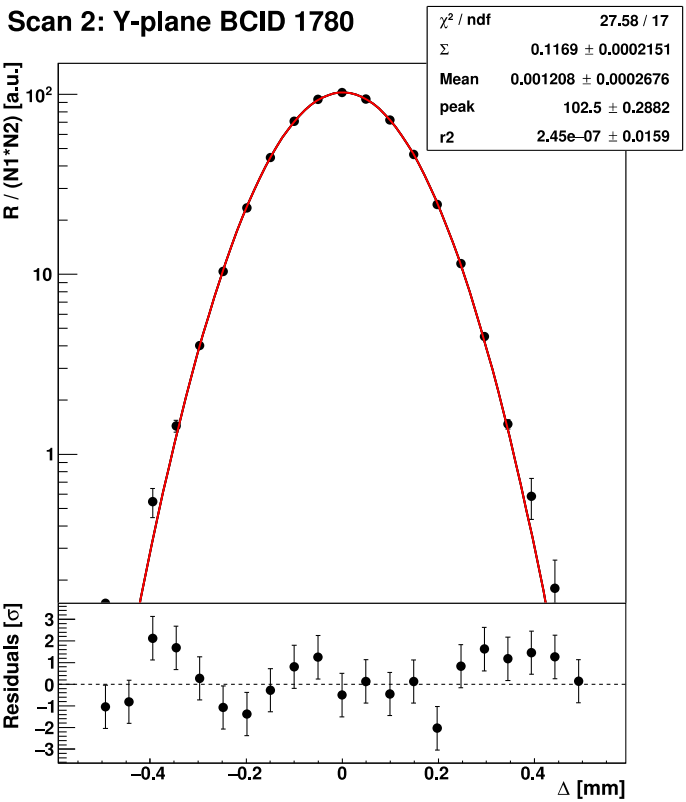 Scan 2: Y-plane BCID 1780
χ² / ndf 27.58 / 17
Σ 0.1169 ± 0.0002151
Mean 0.001208 ± 0.0002676
peak 102.5 ± 0.2882
r2 2.45e−07 ± 0.0159
R / (N1*N2) [a.u.]
10²
10
1
Residuals [σ]
3
2
1
0
−1
−2
−3
−0.4 −0.2 0 0.2 0.4
Δ [mm]